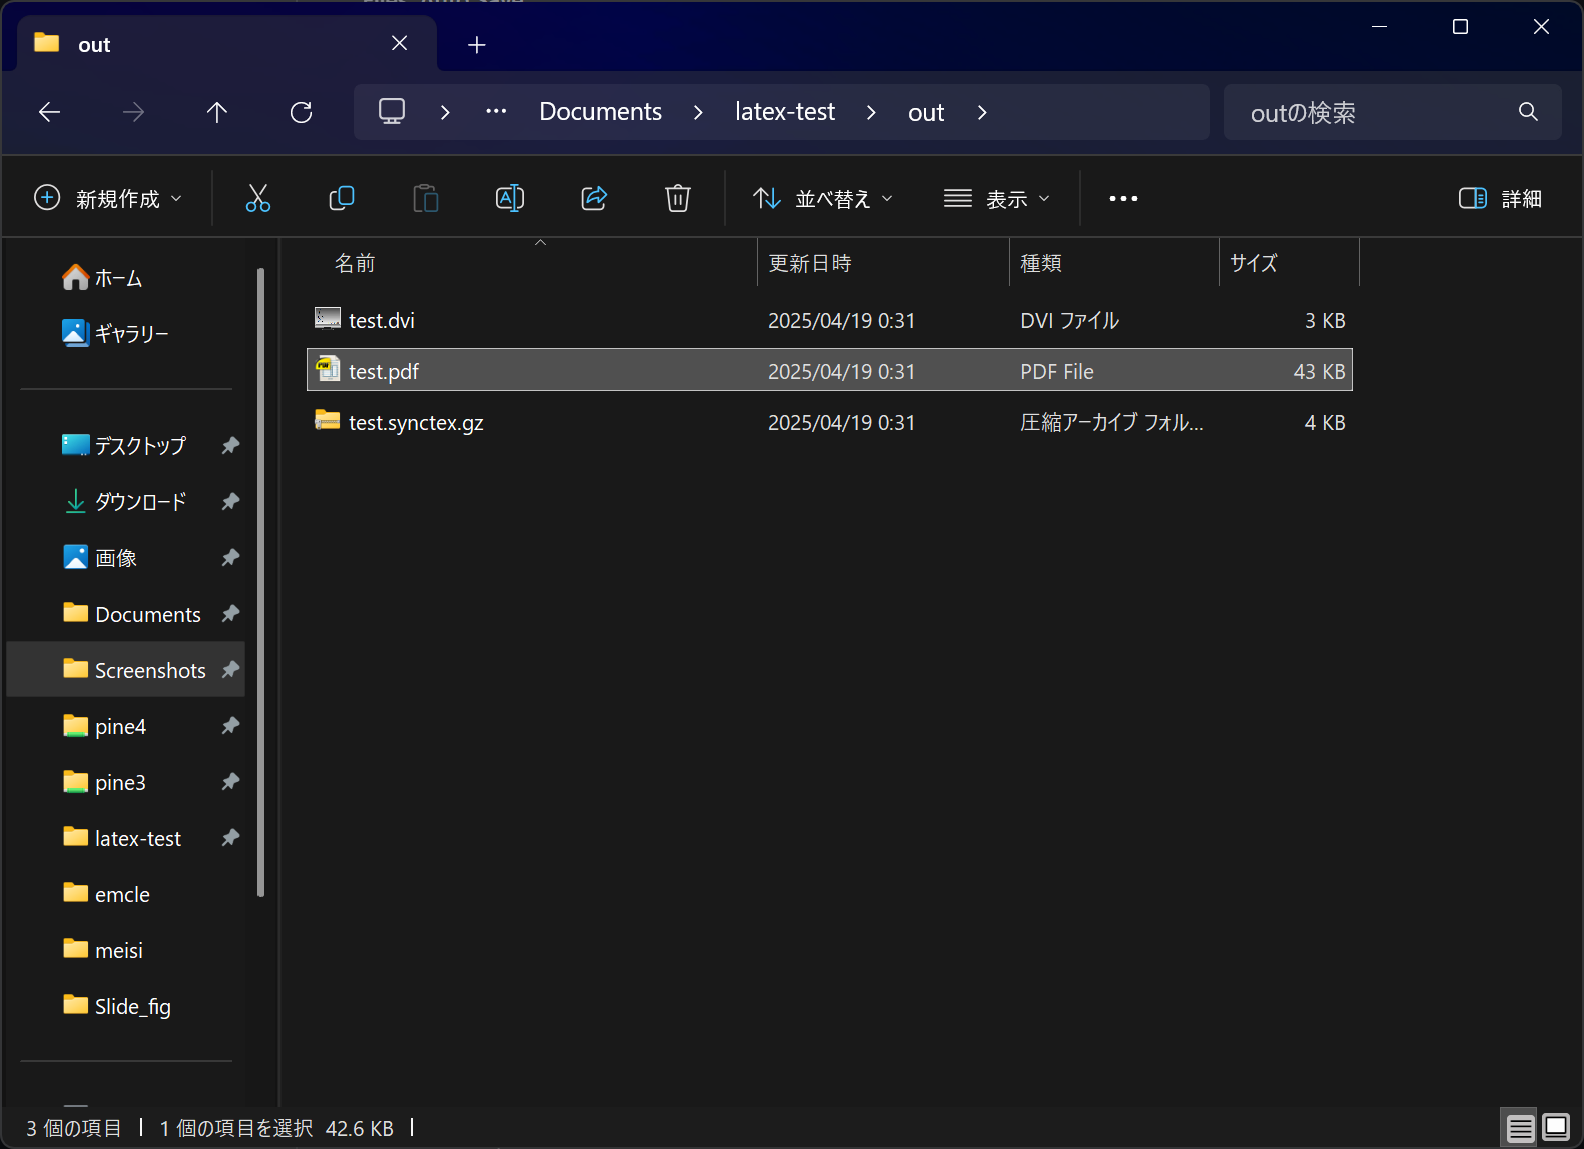 out
Documents
latex-test
out
outの検索
新規作成
並べ替え
表示
詳細
名前
更新日時
種類
サイズ
test.dvi
2025/04/19 0:31
DVI ファイル
3 KB
test.pdf
2025/04/19 0:31
PDF File
43 KB
test.synctex.gz
2025/04/19 0:31
圧縮アーカイブ フォル...
4 KB
ホーム
ギャラリー
デスクトップ
ダウンロード
画像
Documents
Screenshots
pine4
pine3
latex-test
emcle
meisi
Slide_fig
3 個の項目
1 個の項目を選択 42.6 KB